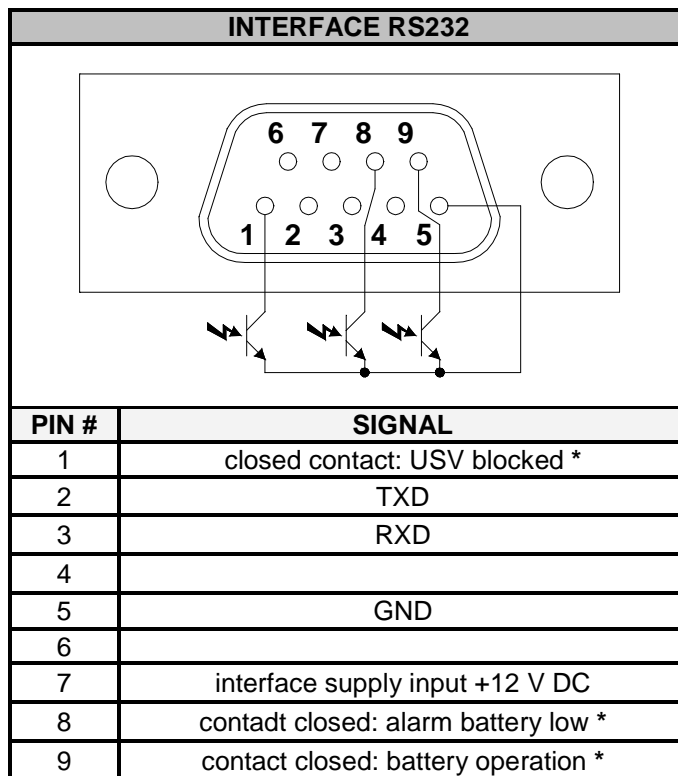 INTERFACE RS232
6 7 8 9
1 2 3 4 5
PIN # SIGNAL
1 closed contact: USV blocked *
2 TXD
3 RXD
4
5 GND
6
7 interface supply input +12 V DC
8 contadt closed: alarm battery low *
9 contact closed: battery operation *